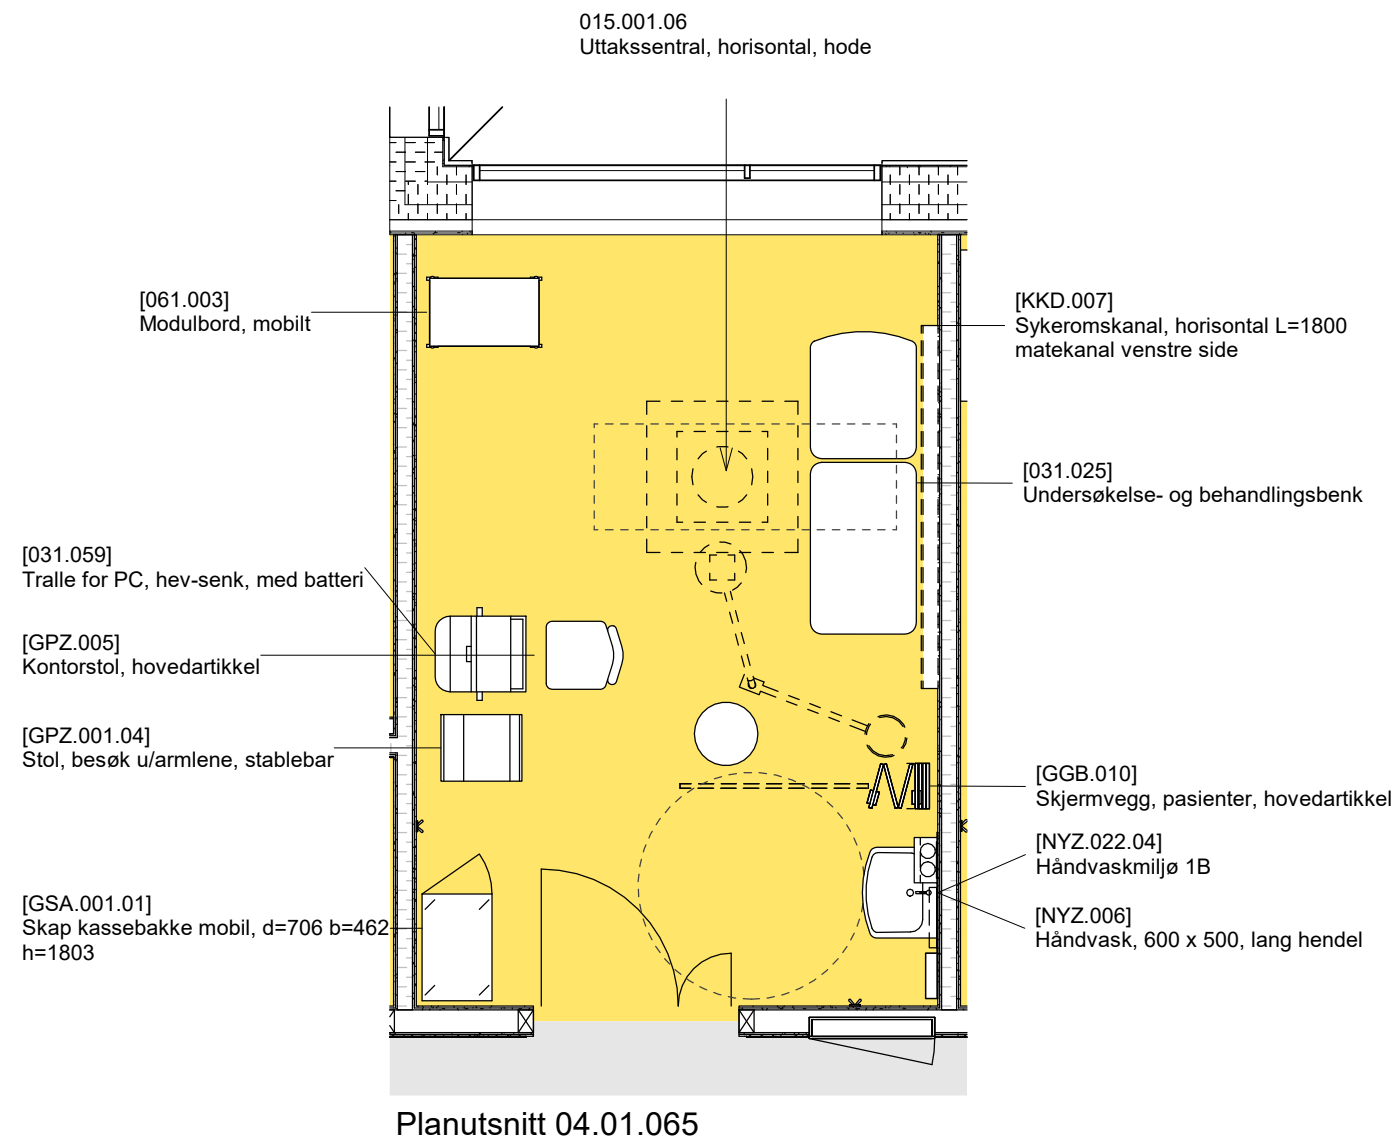 015.001.06
Uttakssentral, horisontal, hode
[061.003]
Modulbord, mobilt
[KKD.007]
Sykeromskanal, horisontal L=1800
matekanal venstre side
[031.025]
Undersøkelse- og behandlingsbenk
[031.059]
Tralle for PC, hev-senk, med batteri
[GPZ.005]
Kontorstol, hovedartikkel
[GPZ.001.04]
Stol, besøk u/armlene, stablebar
[GGB.010]
Skjermvegg, pasienter, hovedartikkel
[NYZ.022.04]
Håndvaskmiljø 1B
[GSA.001.01]
Skap kassebakke mobil, d=706 b=462
h=1803
[NYZ.006]
Håndvask, 600 x 500, lang hendel
Planutsnitt 04.01.065